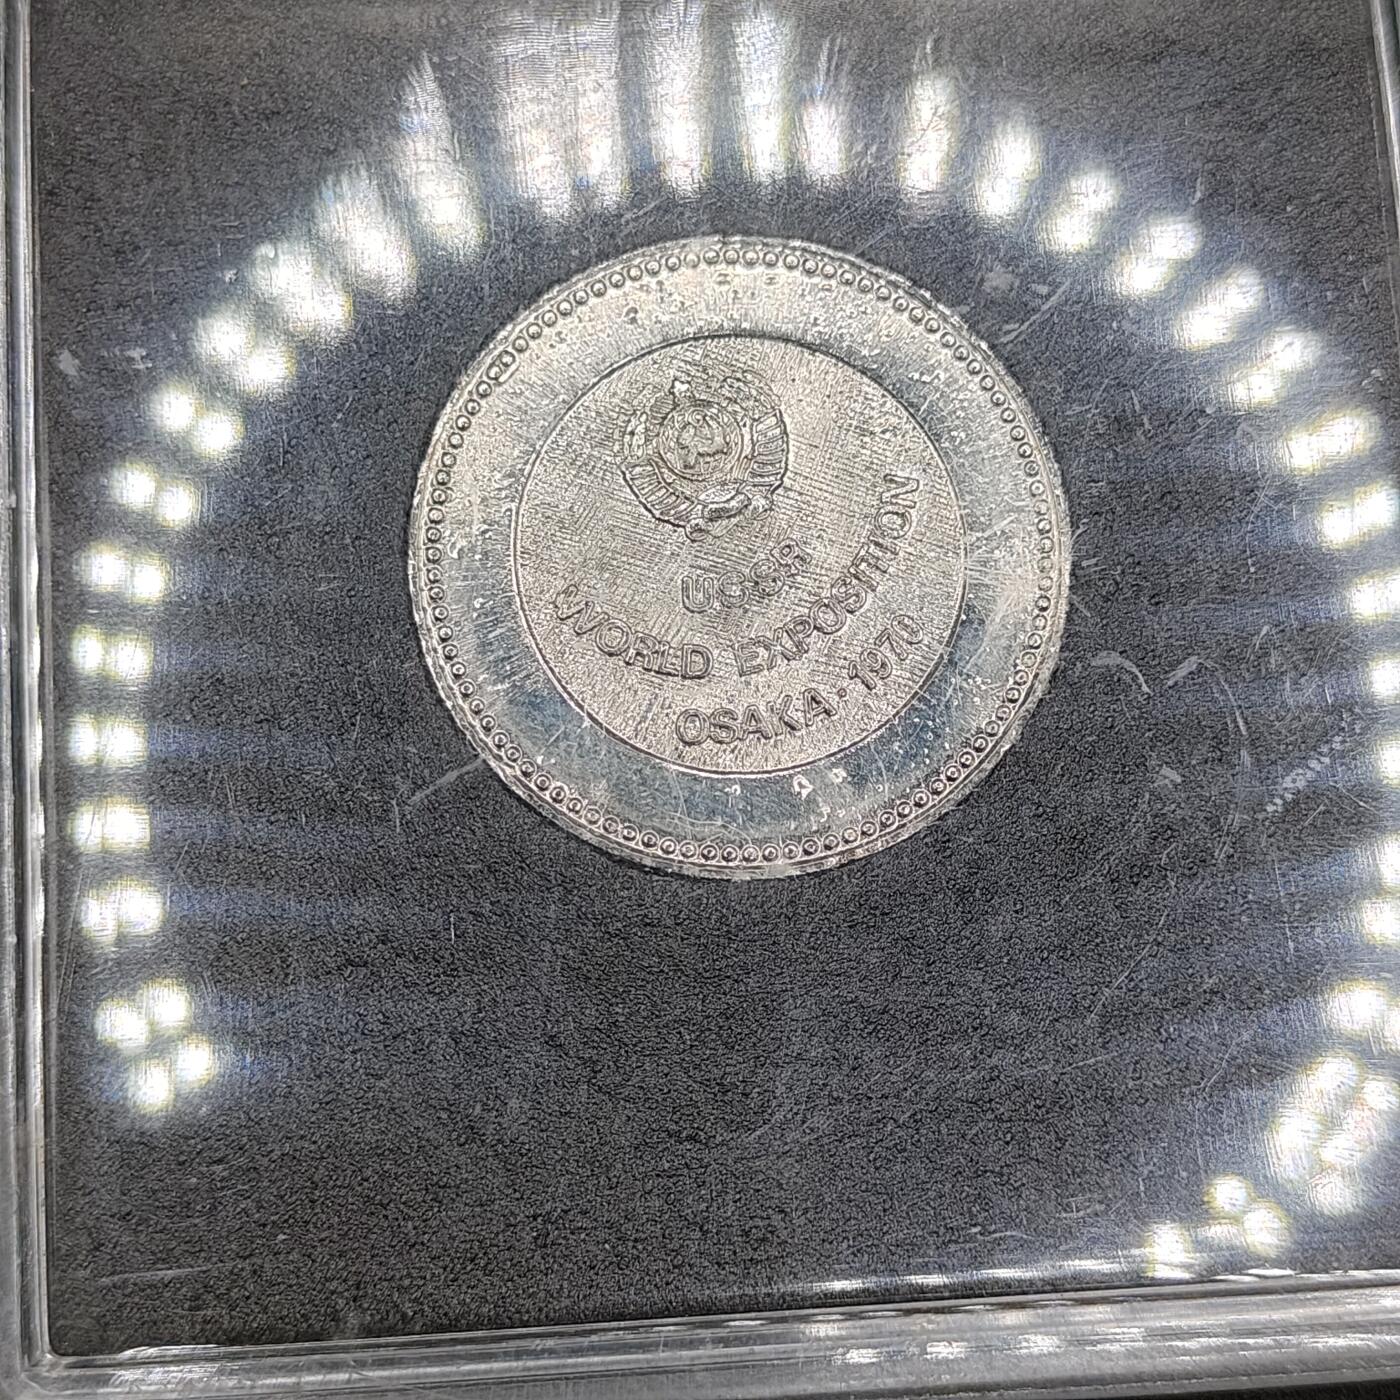 USSR
WORLD EXPOSITION
OSAKA · 1970